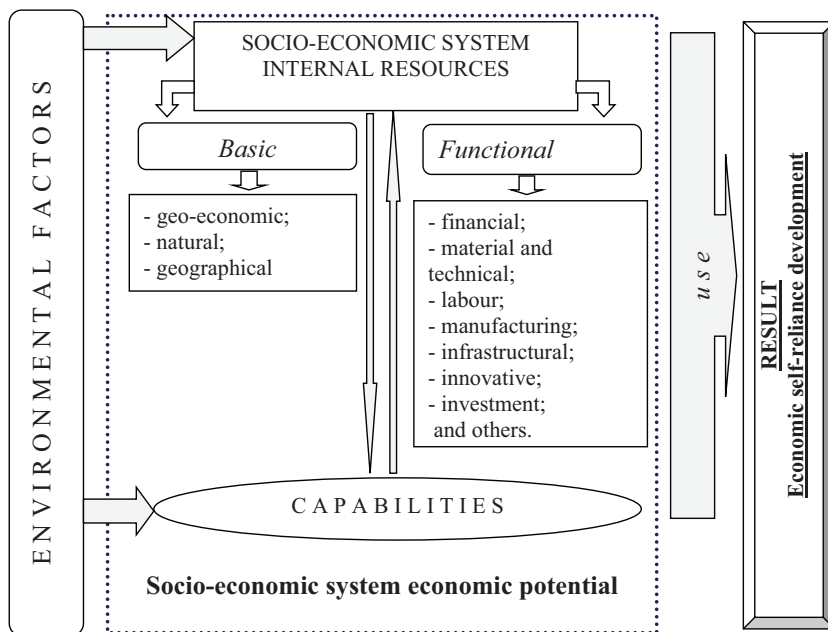 ENVIRONMENTAL FACTORS
SOCIO-ECONOMIC SYSTEM
INTERNAL RESOURCES
Basic
- geo-economic;
- natural;
- geographical
Functional
- financial;
- material and
technical;
- labour;
- manufacturing;
- infrastructural;
- innovative;
- investment;
and others.
CAPABILITIES
Socio-economic system economic potential
use
RESULT
Economic self-reliance development